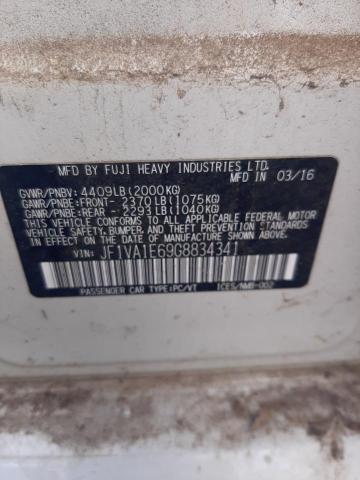 MFD BY FUJI HEAVY INDUSTRIES LTD.
MFD IN 03/16
GVWR/PNBV: 4409LB(2000KG)
GAWR/PNBE:FRONT- 2370LB(1075KG)
GAWR/PNBE:REAR - 2293LB(1040KG)
THIS VEHICLE CONFORMS TO ALL APPLICABLE FEDERAL MOTOR
VEHICLE SAFETY, BUMPER, AND THEFT PREVENTION STANDARDS
IN EFFECT ON THE DATE OF MANUFACTURE SHOWN ABOVE.
VIN: JF1VA1E69G8834341
PASSENGER CAR TYPE:PC/VT ICES/NMB-002